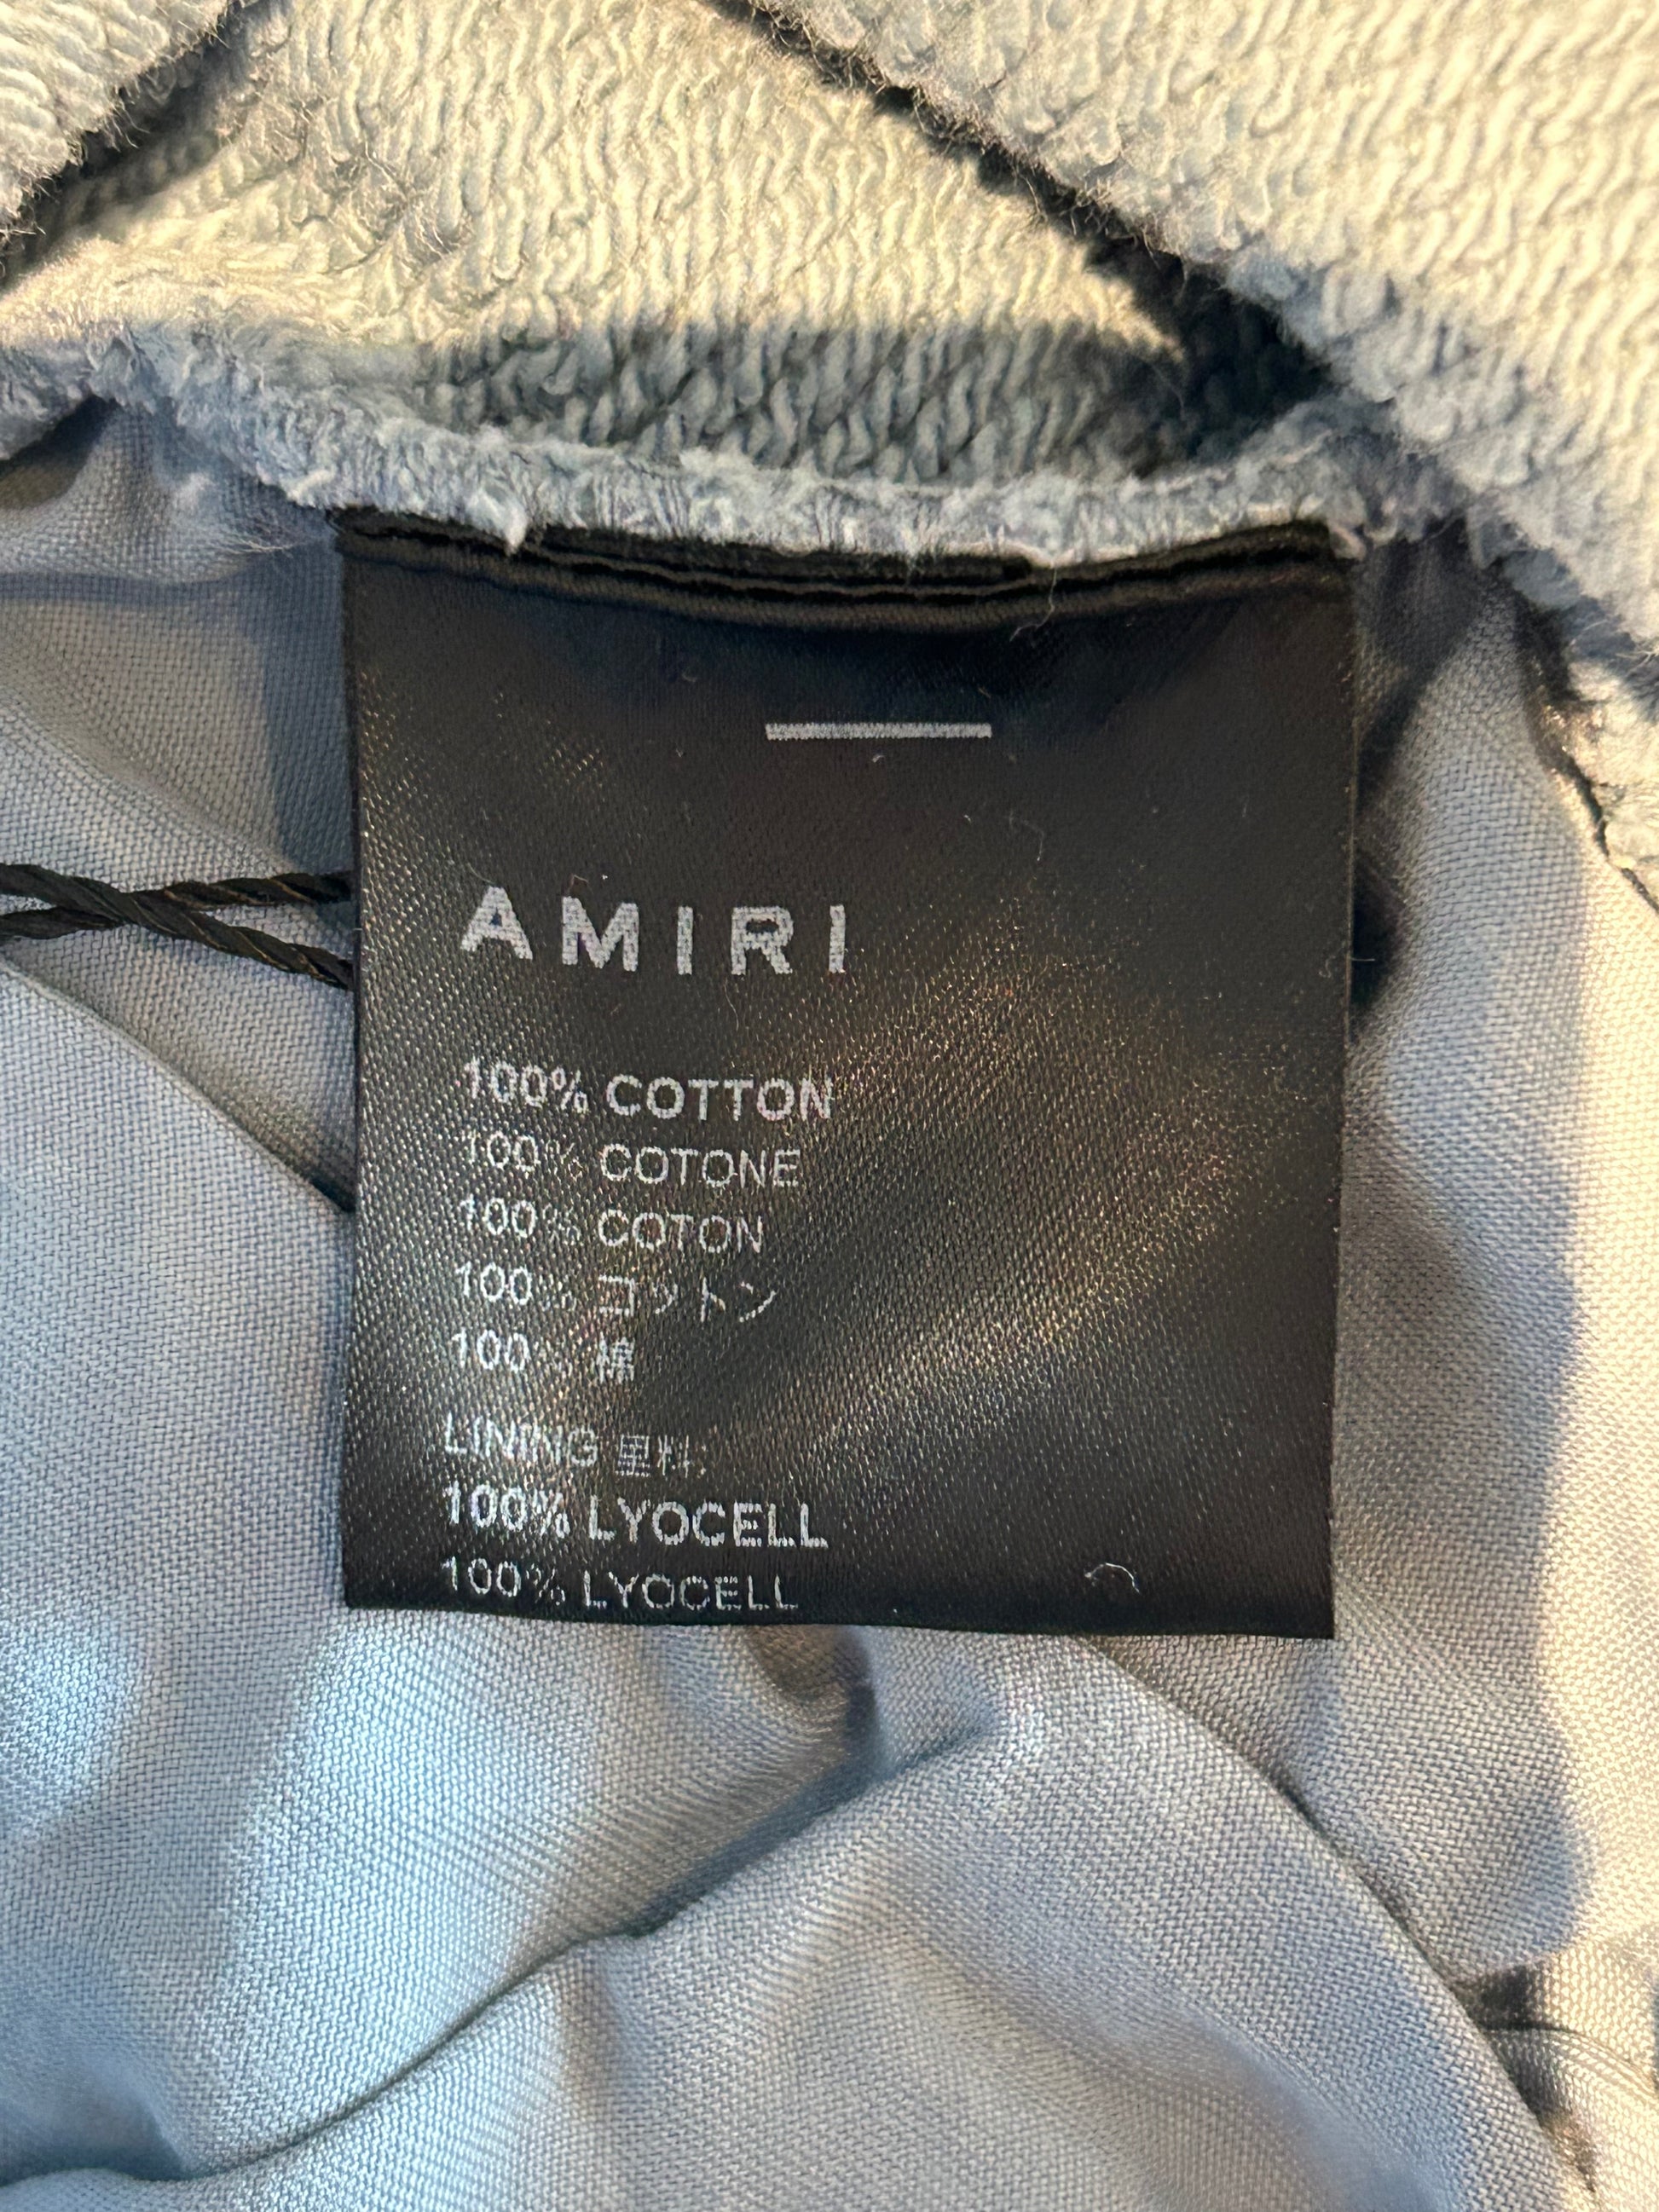 AMIRI
100% COTTON
100% COTONE
100% COTON
100% コットン
100% 棉
LINING 里料:
100% LYOCELL
100% LYOCELL